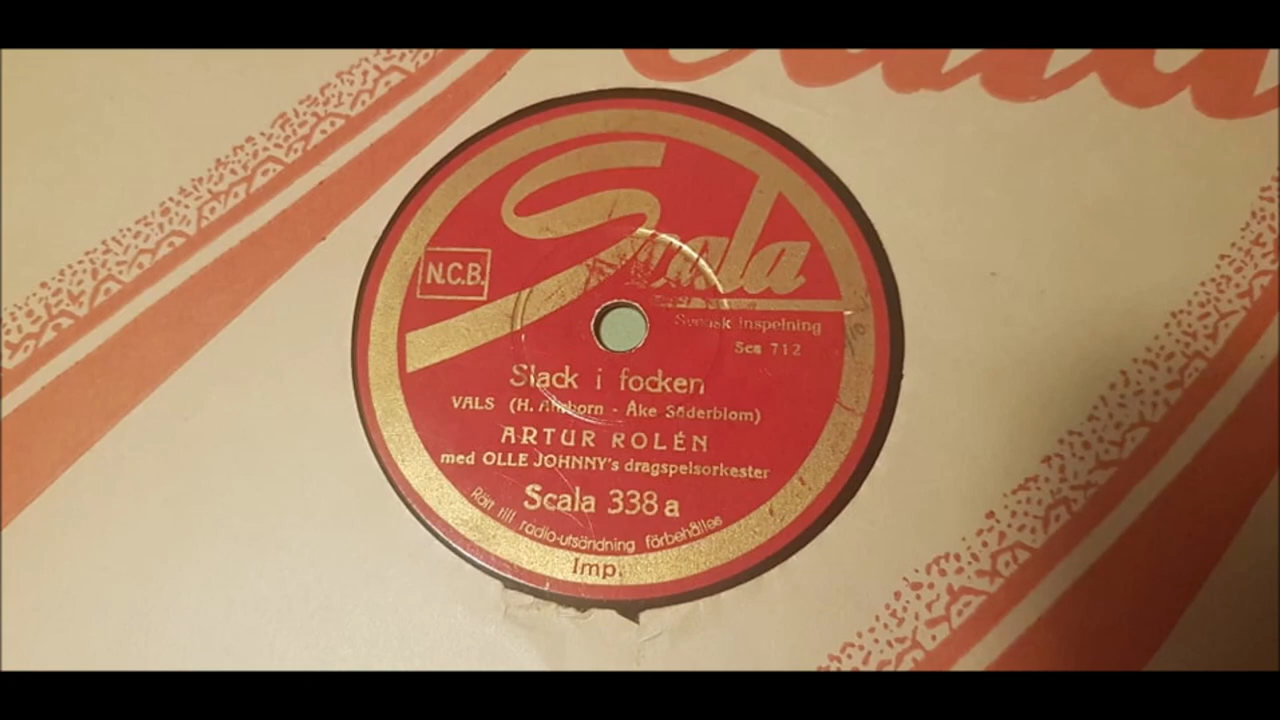 Scala
N.C.B.
Svensk inspelning
Sca 712
Slack i focken
VALS (H. - Åke Söderblom)
ARTUR ROLÉN
med OLLE JOHNNY's dragspelsorkester
Scala 338 a
Rätt till radio-utsändning förbehålles
Imp.